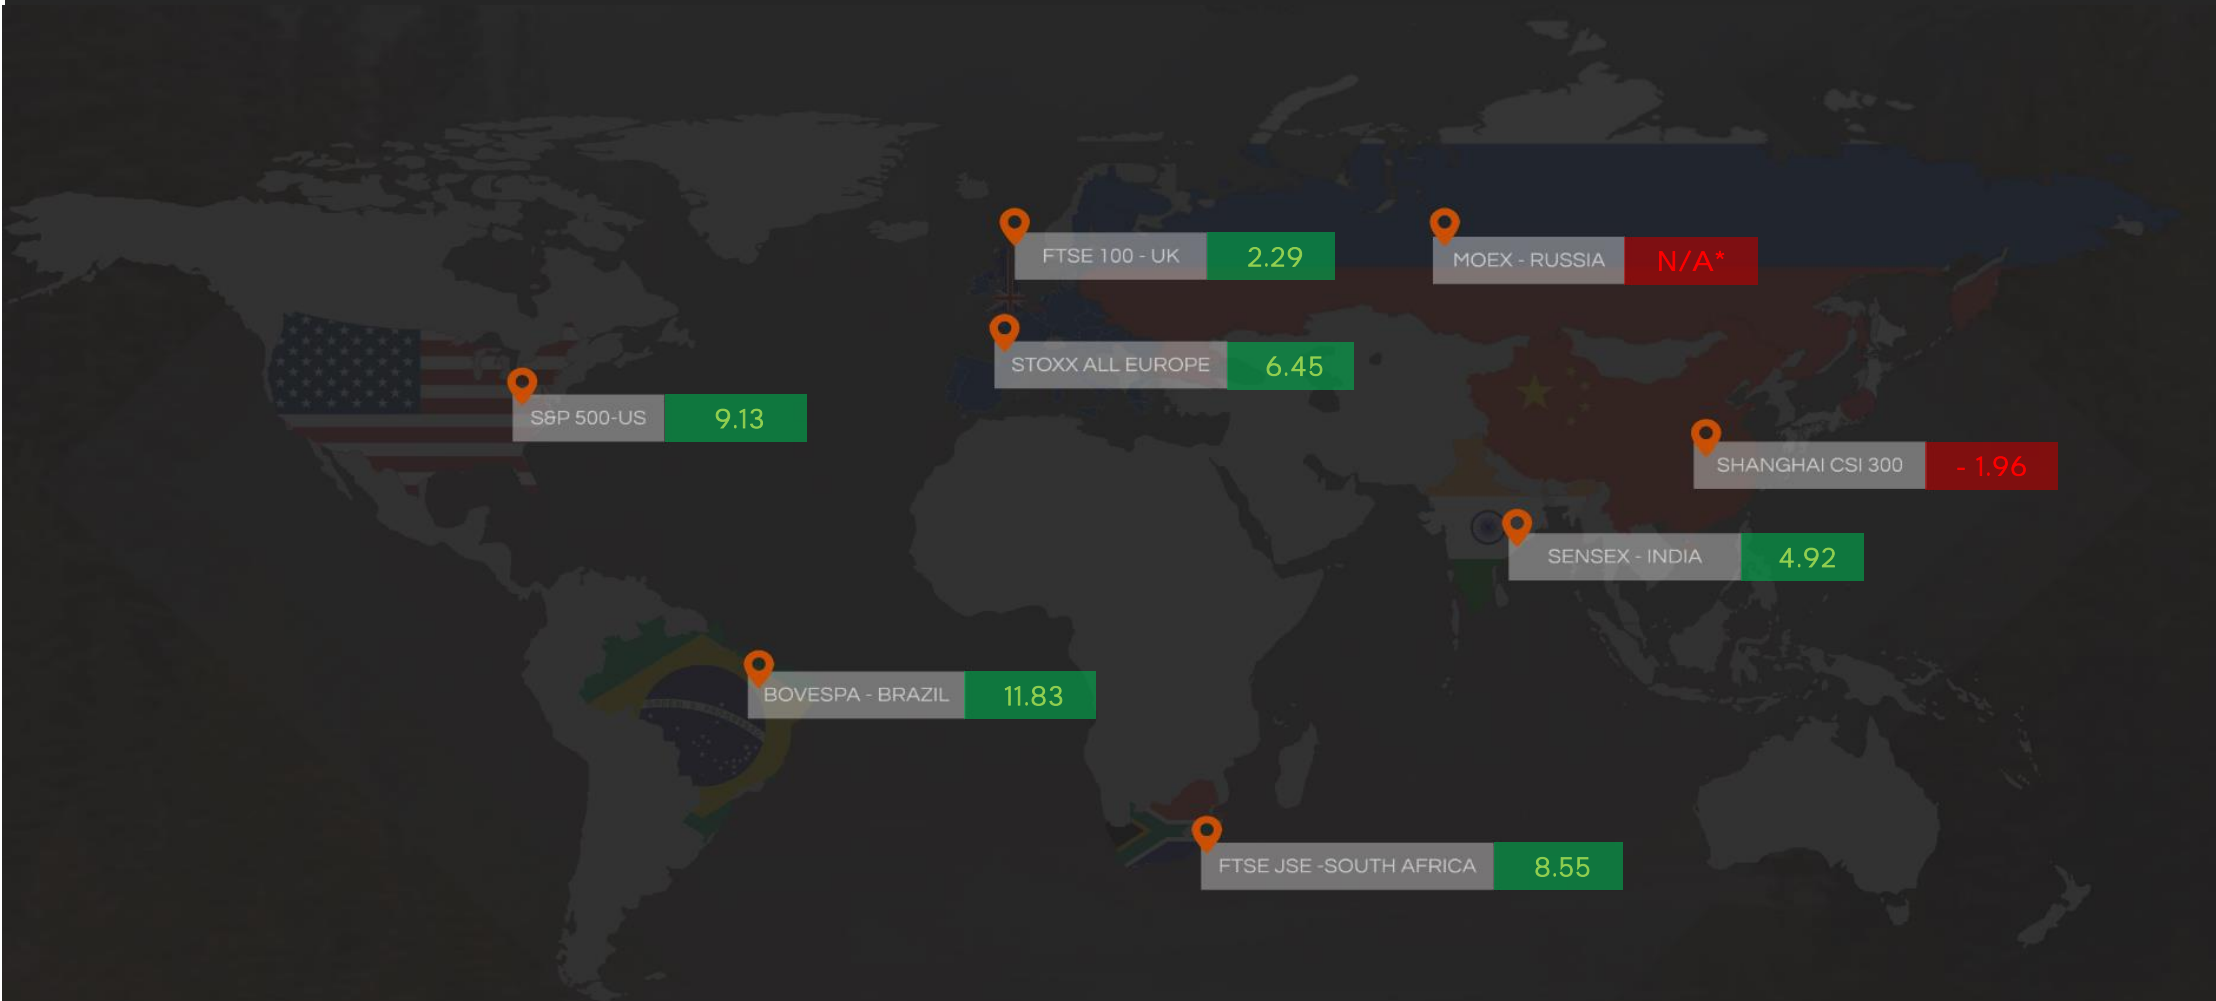 FTSE 100 - UK 2.29
MOEX - RUSSIA N/A*
STOXX ALL EUROPE 6.45
S&P 500-US 9.13
SHANGHAI CSI 300 - 1.96
SENSEX - INDIA 4.92
BOVESPA - BRAZIL 11.83
FTSE JSE -SOUTH AFRICA 8.55